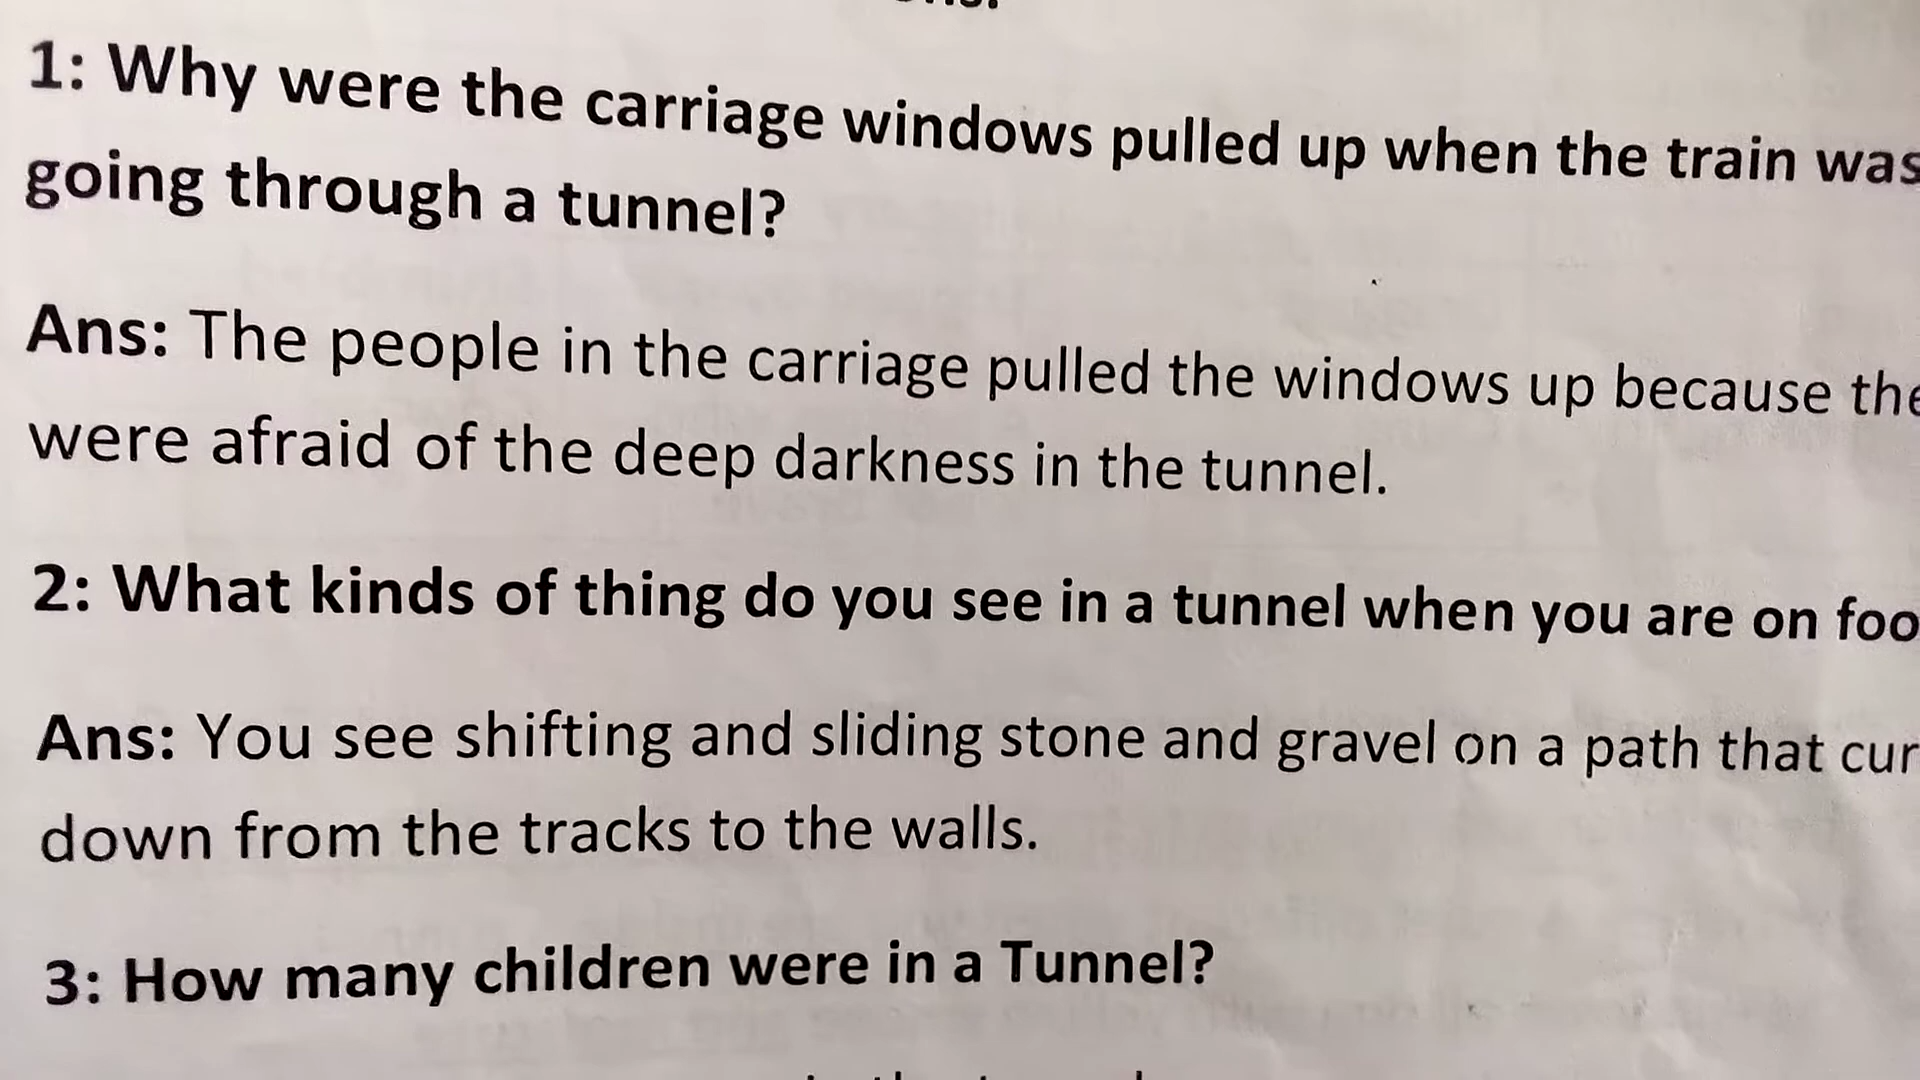 1: Why were the carriage windows pulled up when the train was
going through a tunnel?
Ans: The people in the carriage pulled the windows up because the
were afraid of the deep darkness in the tunnel.
2: What kinds of thing do you see in a tunnel when you are on foo
Ans: You see shifting and sliding stone and gravel on a path that cur
down from the tracks to the walls.
3: How many children were in a Tunnel?